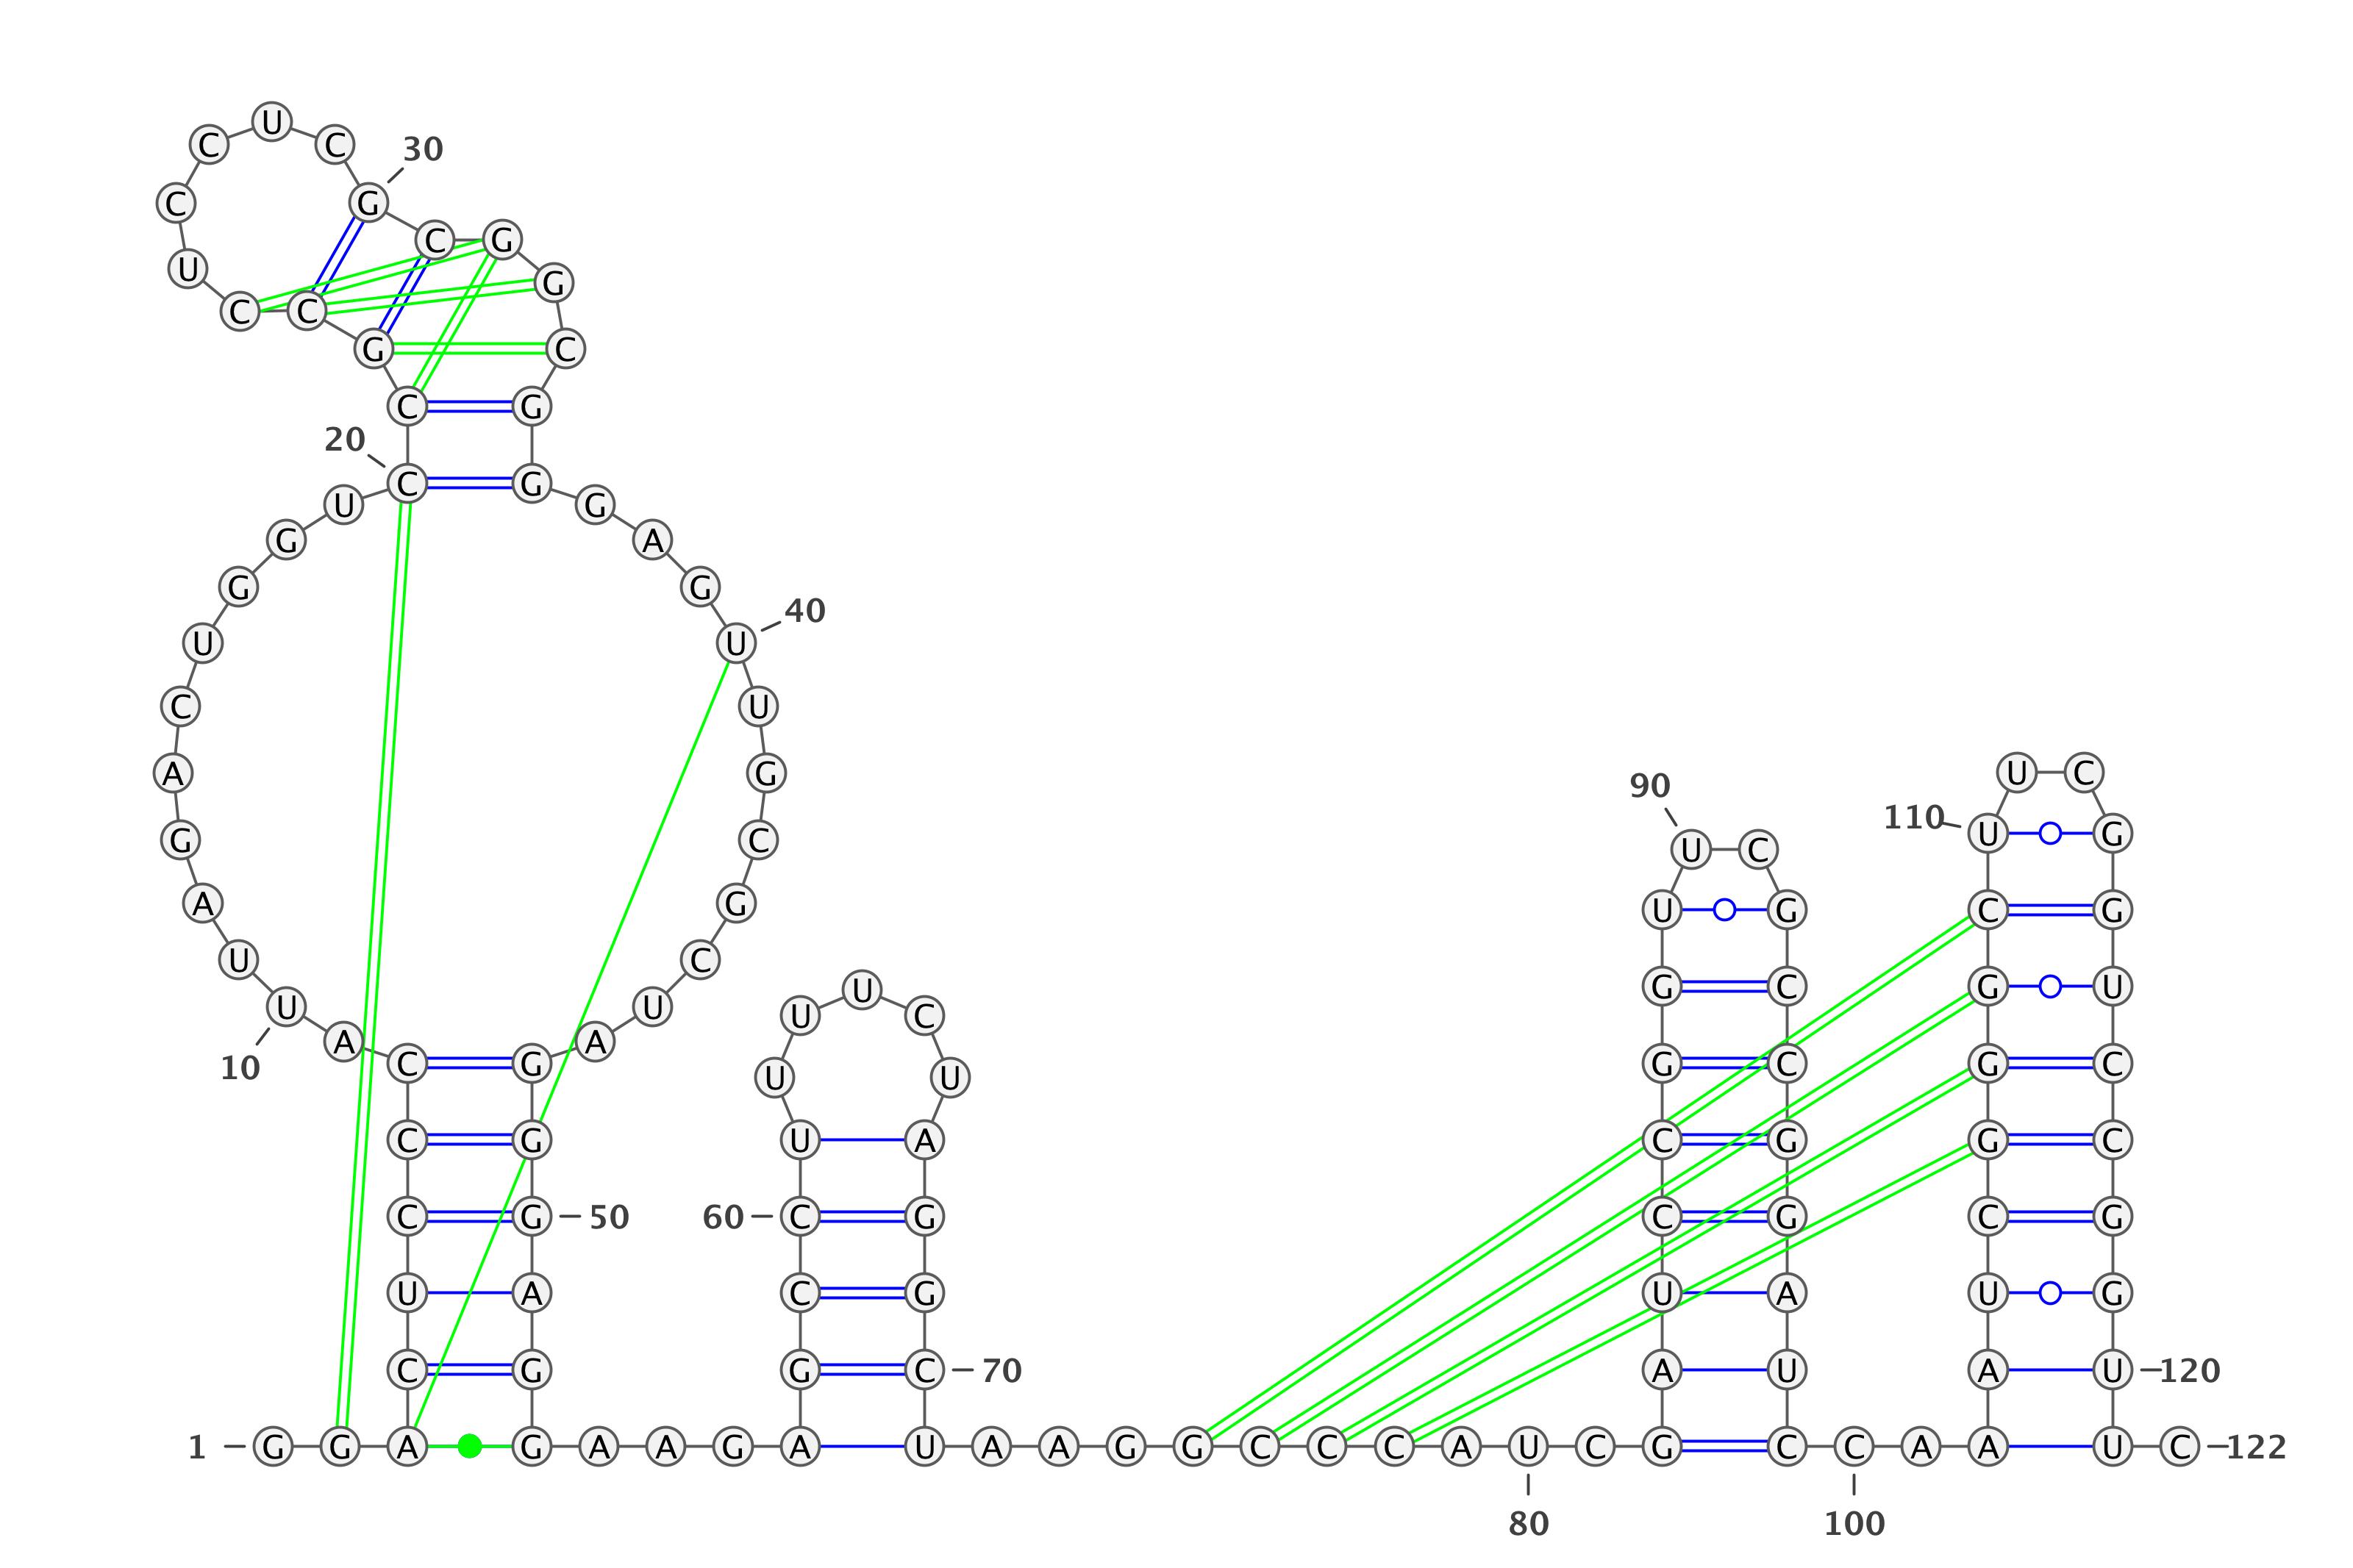 U
C C 30
C G
C G
U G
C C
G C
C G
20
C G
U G
G A
G G
40
U U
C U
A G U C
90
110
U G
G C U C
A G U G C G
U C
U G C G U
U U U C
A A
C G G C G C
10 U U
C G U A C G G C
C G 50 60 C G C G C G
U A C G U A U G
C G G C 70 A U A U 120
1 G G A G A A G A U A A G G C C C A U C G C C A A U C 122
80 100